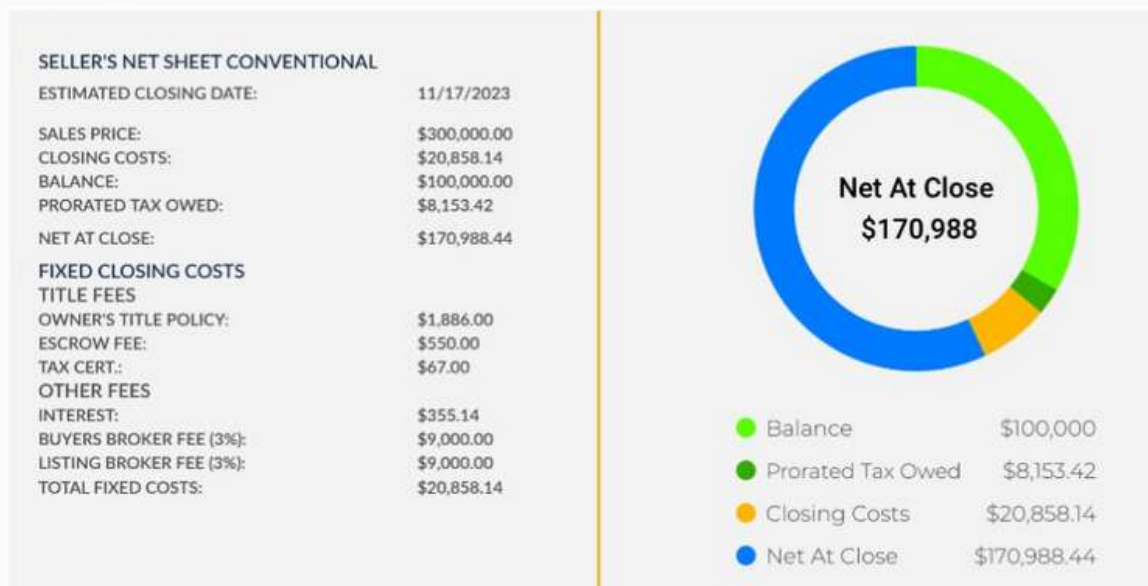 SELLER'S NET SHEET CONVENTIONAL
ESTIMATED CLOSING DATE: 11/17/2023
SALES PRICE: $300,000.00
CLOSING COSTS: $20,858.14
BALANCE: $100,000.00
PRORATED TAX OWED: $8,153.42
NET AT CLOSE: $170,988.44
FIXED CLOSING COSTS
TITLE FEES
OWNER'S TITLE POLICY: $1,886.00
ESCROW FEE: $550.00
TAX CERT.: $67.00
OTHER FEES
INTEREST: $355.14
BUYERS BROKER FEE (3%): $9,000.00
LISTING BROKER FEE (3%): $9,000.00
TOTAL FIXED COSTS: $20,858.14
Net At Close
$170,988
Balance $100,000
Prorated Tax Owed $8,153.42
Closing Costs $20,858.14
Net At Close $170,988.44